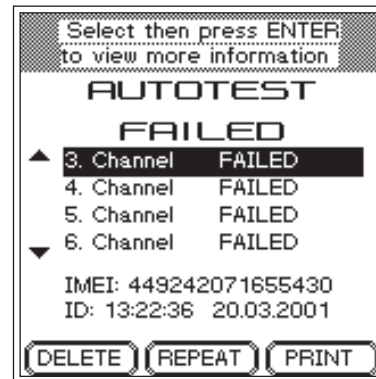 Select then press ENTER
to view more information
AUTOTEST
FAILED
3. Channel FAILED
4. Channel FAILED
5. Channel FAILED
6. Channel FAILED
IMEI: 449242071655430
ID: 13:22:36 20.03.2001
DELETE REPEAT PRINT